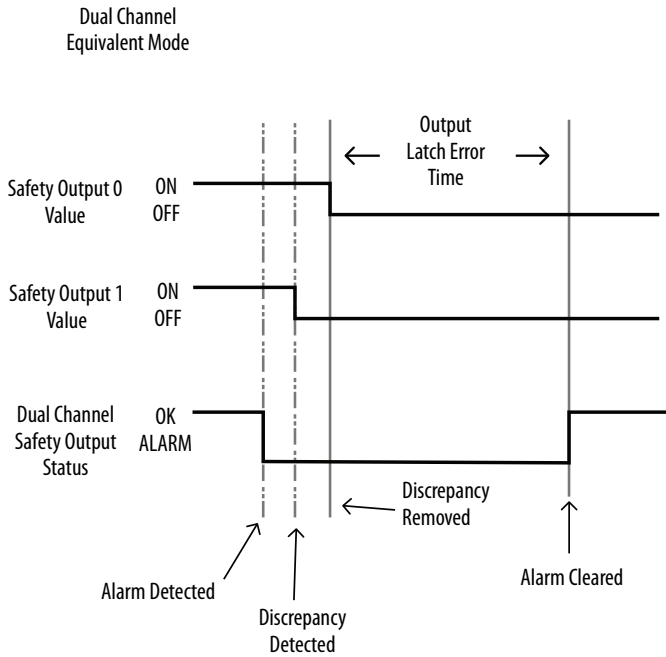 Dual Channel
Equivalent Mode
Output
Latch Error
Time
Safety Output 0
Value
ON
OFF
Safety Output 1
Value
ON
OFF
Dual Channel
Safety Output
Status
OK
ALARM
Discrepancy
Removed
Alarm Detected
Discrepancy
Detected
Alarm Cleared